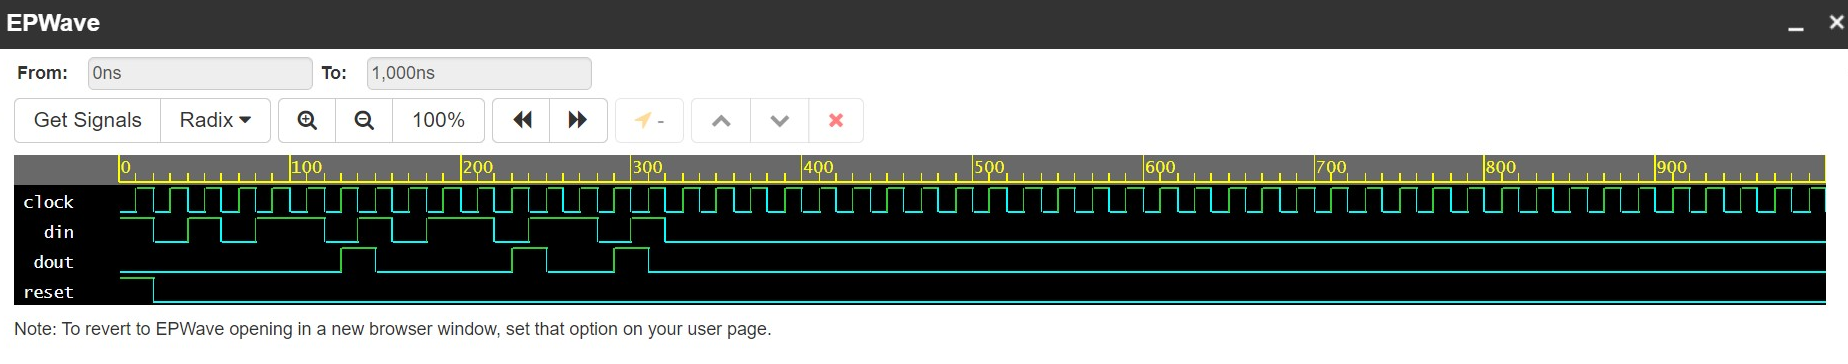 EPWave
From: 0ns To: 1,000ns
Get Signals Radix 100% -
0 100 200 300 400 500 600 700 800 900
clock
din
dout
reset
Note: To revert to EPWave opening in a new browser window, set that option on your user page.